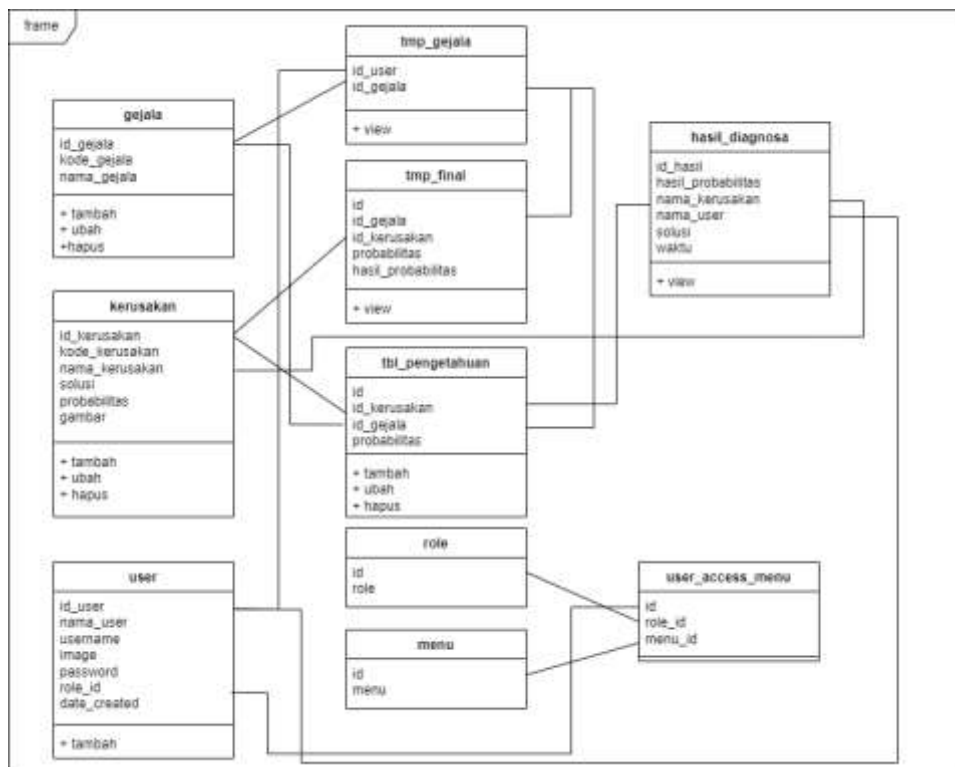 frame
tmp_gejala
id_user
id_gejala
+ view
gejala
id_gejala
kode_gejala
nama_gejala
+ tambah
+ ubah
+hapus
tmp_final
id
id_gejala
id_kerusakan
probabilitas
hasil_probabilitas
+ view
hasil_diagnosa
id_hasil
hasil_probabilitas
nama_kerusakan
nama_user
solusi
waktu
+ view
kerusakan
id_kerusakan
kode_kerusakan
nama_kerusakan
solusi
probabilitas
gambar
+ tambah
+ ubah
+ hapus
tbl_pengetahuan
id
id_kerusakan
id_gejala
probabilitas
+ tambah
+ ubah
+ hapus
role
id
role
user_access_menu
id
role_id
menu_id
menu
id
menu
user
id_user
nama_user
username
image
password
role_id
date_created
+ tambah